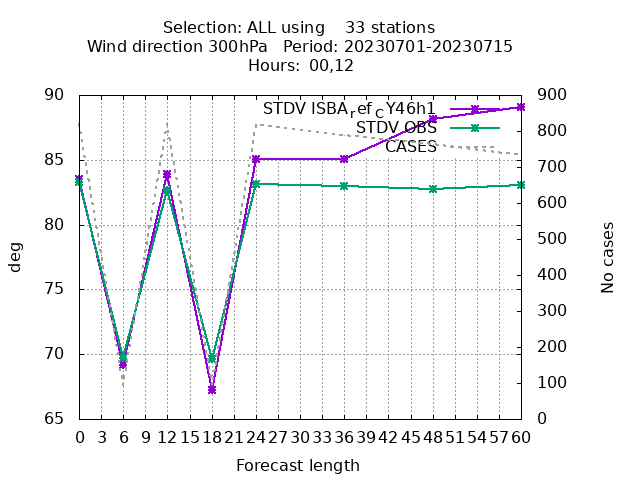 Selection: ALL using    33 stations
Wind direction 300hPa   Period: 20230701-20230715
Hours:  00,12
90
85
80
75
70
65
deg
STDV ISBA_ref_CY46h1
STDV OBS
CASES
900
800
700
600
500
400
300
200
100
0
No cases
0 3 6 9 12 15 18 21 24 27 30 33 36 39 42 45 48 51 54 57 60
Forecast length